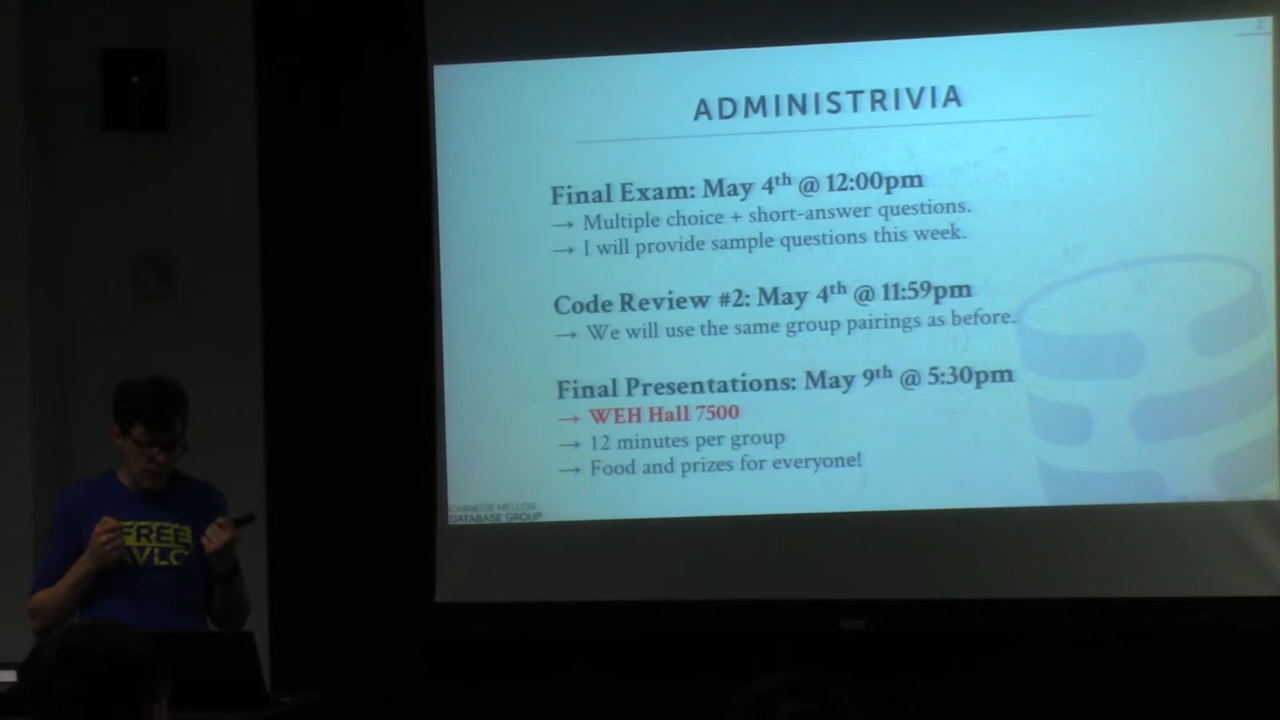 ADMINISTRIVIA
Final Exam: May 4th @ 12:00pm
→ Multiple choice + short-answer questions.
→ I will provide sample questions this week.
Code Review #2: May 4th @ 11:59pm
→ We will use the same group pairings as before.
Final Presentations: May 9th @ 5:30pm
→ WEH Hall 7500
→ 12 minutes per group
→ Food and prizes for everyone!
CARNEGIE MELLON
DATABASE GROUP
FREE